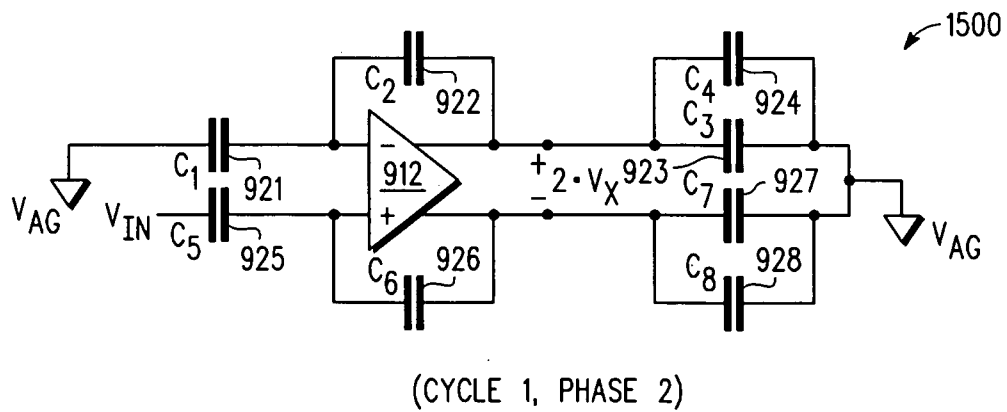 1500
C2
922
C4
924
C3
−
912
+
C1
921
+
2·VX
−
923
C7
927
VAG
VIN
C5
925
C6
926
C8
928
VAG
(CYCLE 1, PHASE 2)